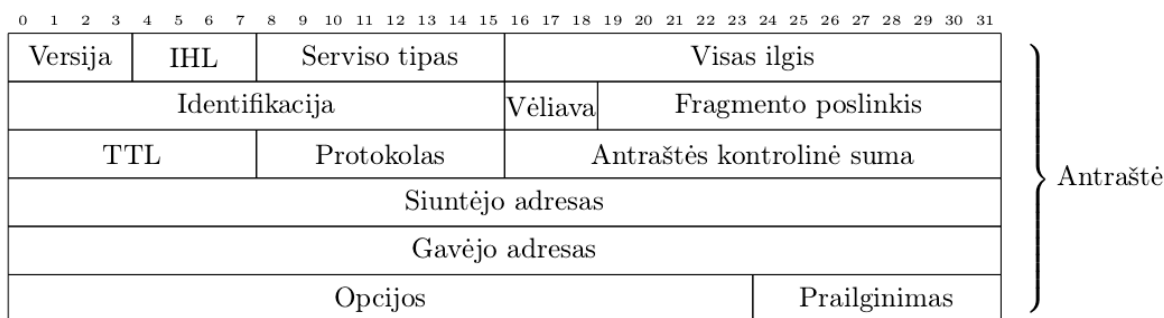 0 1 2 3 4 5 6 7 8 9 10 11 12 13 14 15 16 17 18 19 20 21 22 23 24 25 26 27 28 29 30 31
Versija IHL Serviso tipas Visas ilgis
Identifikacija Vėliava Fragmento poslinkis
TTL Protokolas Antraštės kontrolinė suma
Siuntėjo adresas
Gavėjo adresas
Opcijos Prailginimas
Antraštė